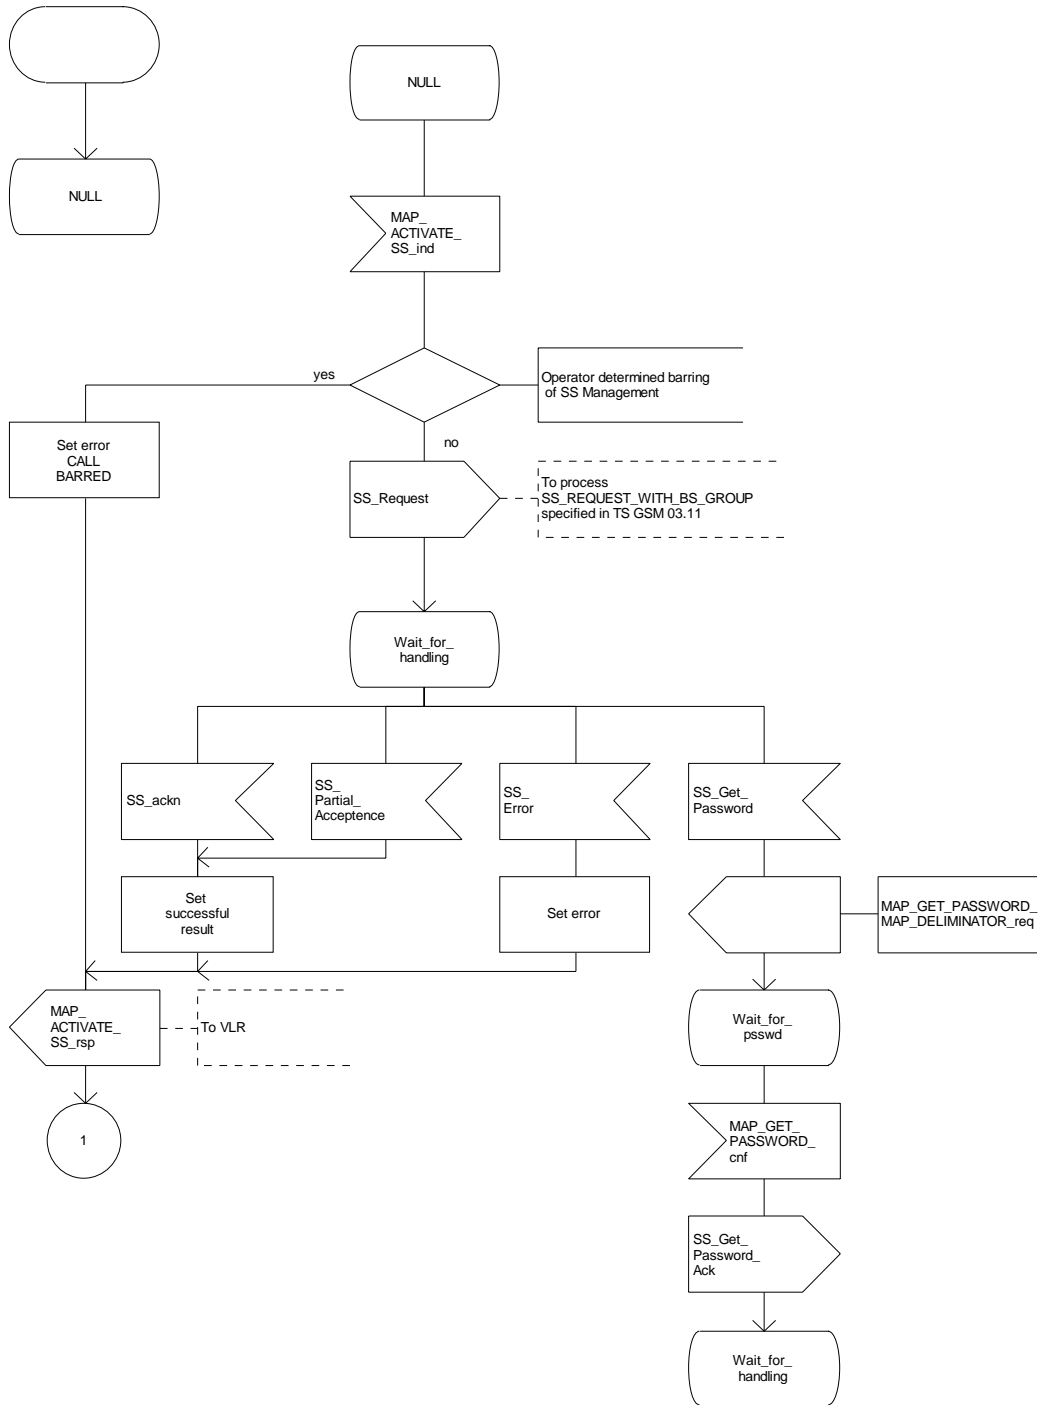 NULL
NULL
MAP_
ACTIVATE_
SS_ind
yes
Operator determined barring
of SS Management
no
Set error
CALL
BARRED
SS_Request
To process
SS_REQUEST_WITH_BS_GROUP
specified in TS GSM 03.11
Wait_for_
handling
SS_ackn
SS_
Partial_
Acceptence
SS_
Error
SS_Get_
Password
Set
successful
result
Set error
MAP_GET_PASSWORD_
MAP_DELIMINATOR_req
MAP_
ACTIVATE_
SS_rsp
To VLR
Wait_for_
psswd
1
MAP_GET_
PASSWORD_
cnf
SS_Get_
Password_
Ack
Wait_for_
handling